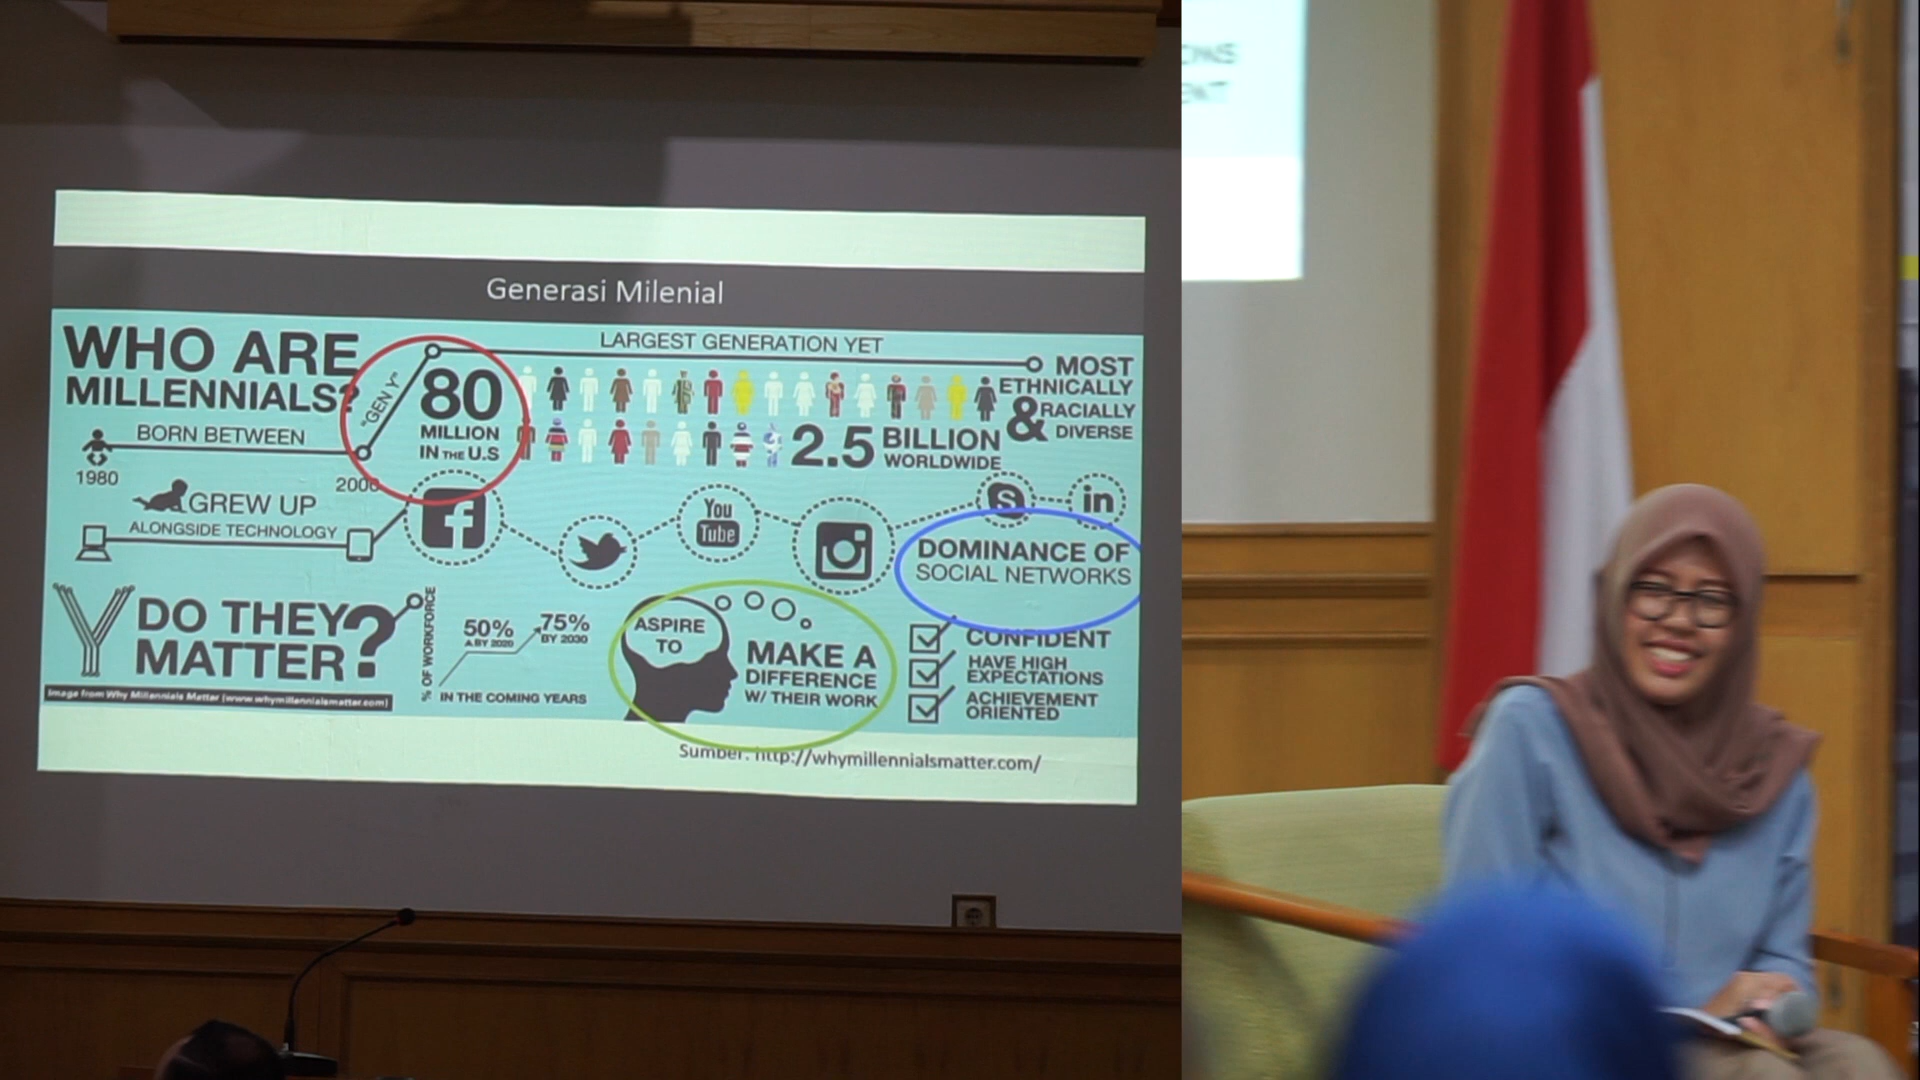 Generasi Milenial
WHO ARE
MILLENNIALS?
"GEN Y"
80
MILLION
IN THE U.S
LARGEST GENERATION YET
MOST
ETHNICALLY
& RACIALLY
DIVERSE
2.5 BILLION
WORLDWIDE
BORN BETWEEN
1980
2000
GREW UP
ALONGSIDE TECHNOLOGY
f
You
Tube
S
in
DOMINANCE OF
SOCIAL NETWORKS
Y DO THEY
MATTER?
% OF WORKFORCE
50%
BY 2020
75%
BY 2030
IN THE COMING YEARS
ASPIRE
TO
MAKE A
DIFFERENCE
W/ THEIR WORK
CONFIDENT
HAVE HIGH
EXPECTATIONS
ACHIEVEMENT
ORIENTED
Image from Why Millennials Matter (www.whymillennialsmatter.com)
Sumber: http://whymillennialsmatter.com/